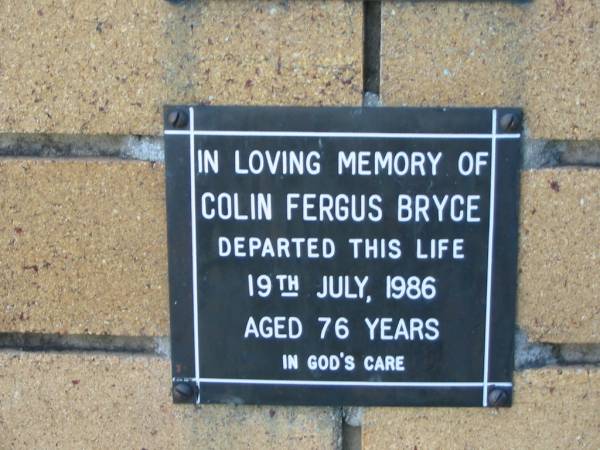 IN LOVING MEMORY OF
COLIN FERGUS BRYCE
DEPARTED THIS LIFE
19TH JULY, 1986
AGED 76 YEARS
IN GOD'S CARE